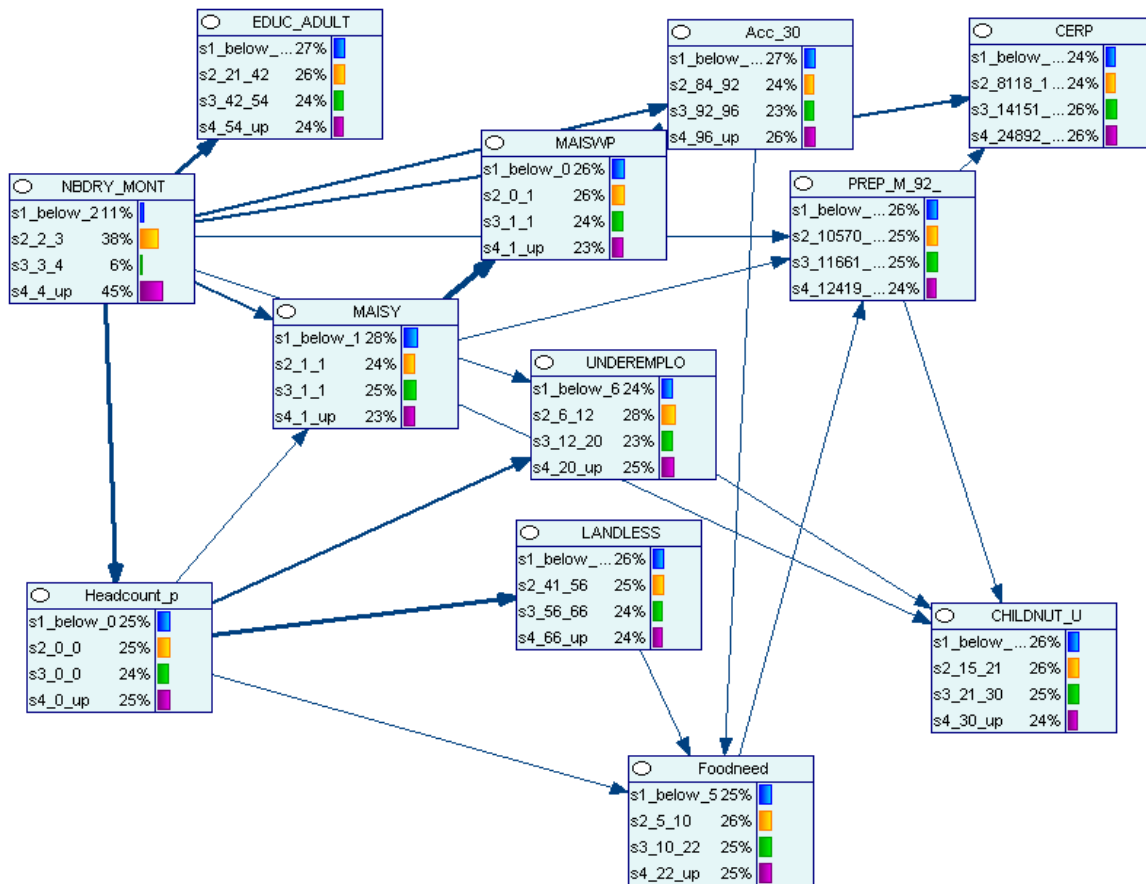 EDUC_ADULT
s1_below_... 27%
s2_21_42 26%
s3_42_54 24%
s4_54_up 24%
Acc_30
s1_below_... 27%
s2_84_92 24%
s3_92_96 23%
s4_96_up 26%
CERP
s1_below_... 24%
s2_8118_1... 24%
s3_14151_... 26%
s4_24892_... 26%
MAISWP
s1_below_0 26%
s2_0_1 26%
s3_1_1 24%
s4_1_up 23%
NBDRY_MONT
s1_below_2 11%
s2_2_3 38%
s3_3_4 6%
s4_4_up 45%
PREP_M_92_
s1_below_... 26%
s2_10570_... 25%
s3_11661_... 25%
s4_12419_... 24%
MAISY
s1_below_1 28%
s2_1_1 24%
s3_1_1 25%
s4_1_up 23%
UNDEREMPLO
s1_below_6 24%
s2_6_12 28%
s3_12_20 23%
s4_20_up 25%
LANDLESS
s1_below_... 26%
s2_41_56 25%
s3_56_66 24%
s4_66_up 24%
Headcount_p
s1_below_0 25%
s2_0_0 25%
s3_0_0 24%
s4_0_up 25%
CHILDNUT_U
s1_below_... 26%
s2_15_21 26%
s3_21_30 25%
s4_30_up 24%
Foodneed
s1_below_5 25%
s2_5_10 26%
s3_10_22 25%
s4_22_up 25%